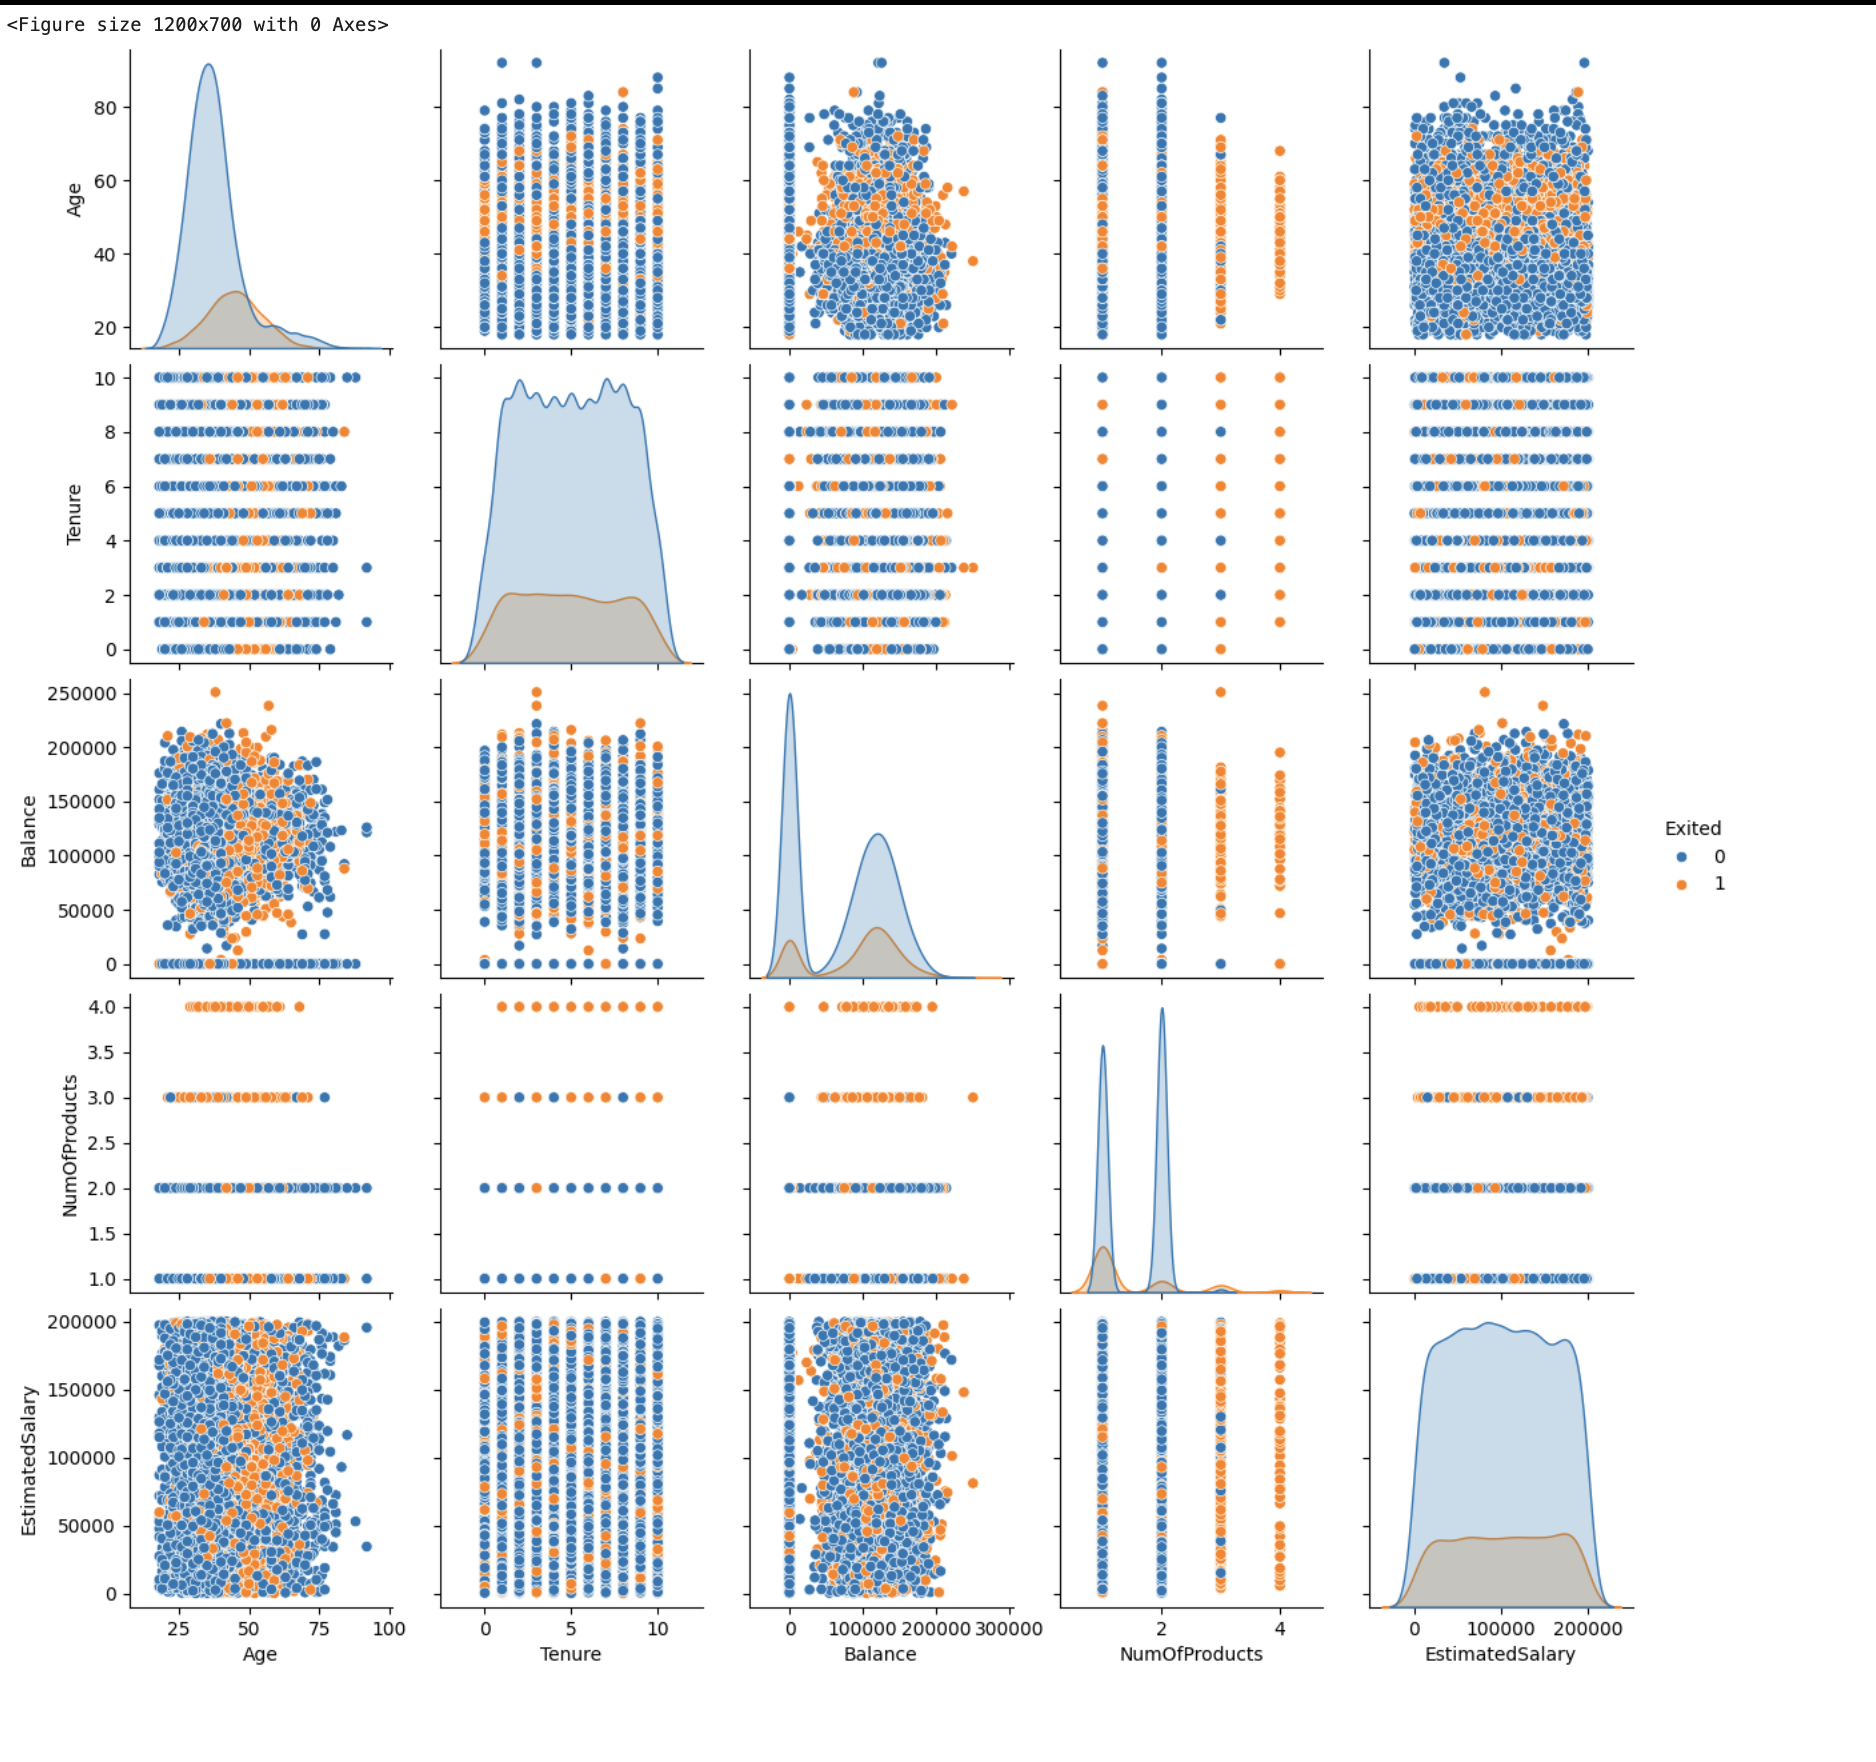 <Figure size 1200x700 with 0 Axes>
80
60
40
20
Age
10
8
6
4
2
0
Tenure
250000
200000
150000
100000
50000
0
Balance
4.0
3.5
3.0
2.5
2.0
1.5
1.0
NumOfProducts
200000
150000
100000
50000
0
EstimatedSalary
25 50 75 100
Age
0 5 10
Tenure
0 100000 200000 300000
Balance
2 4
NumOfProducts
0 100000 200000
EstimatedSalary
Exited
0
1